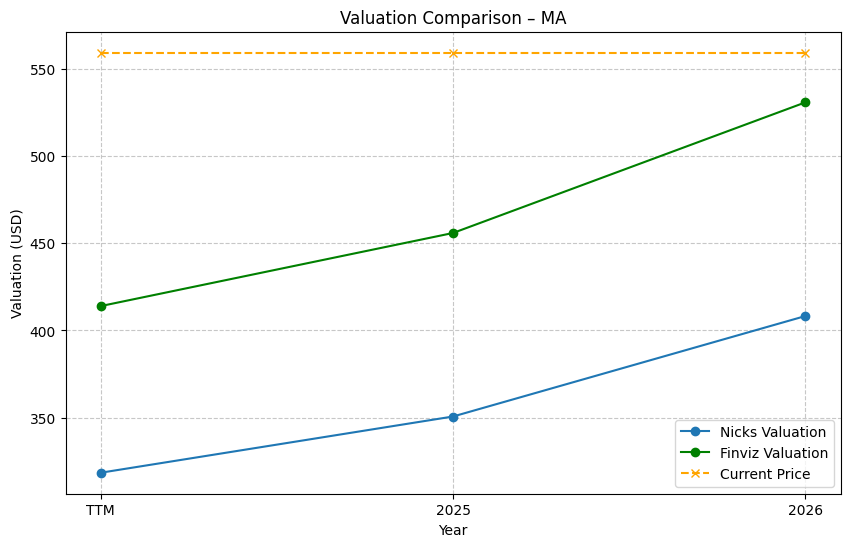 Valuation Comparison – MA
Valuation (USD)
550
500
450
400
350
TTM
2025
2026
Year
Nicks Valuation
Finviz Valuation
Current Price